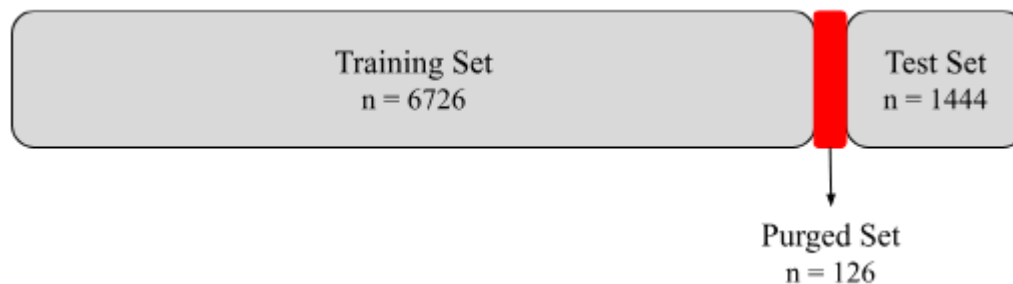 Training Set
n = 6726
Test Set
n = 1444
Purged Set
n = 126